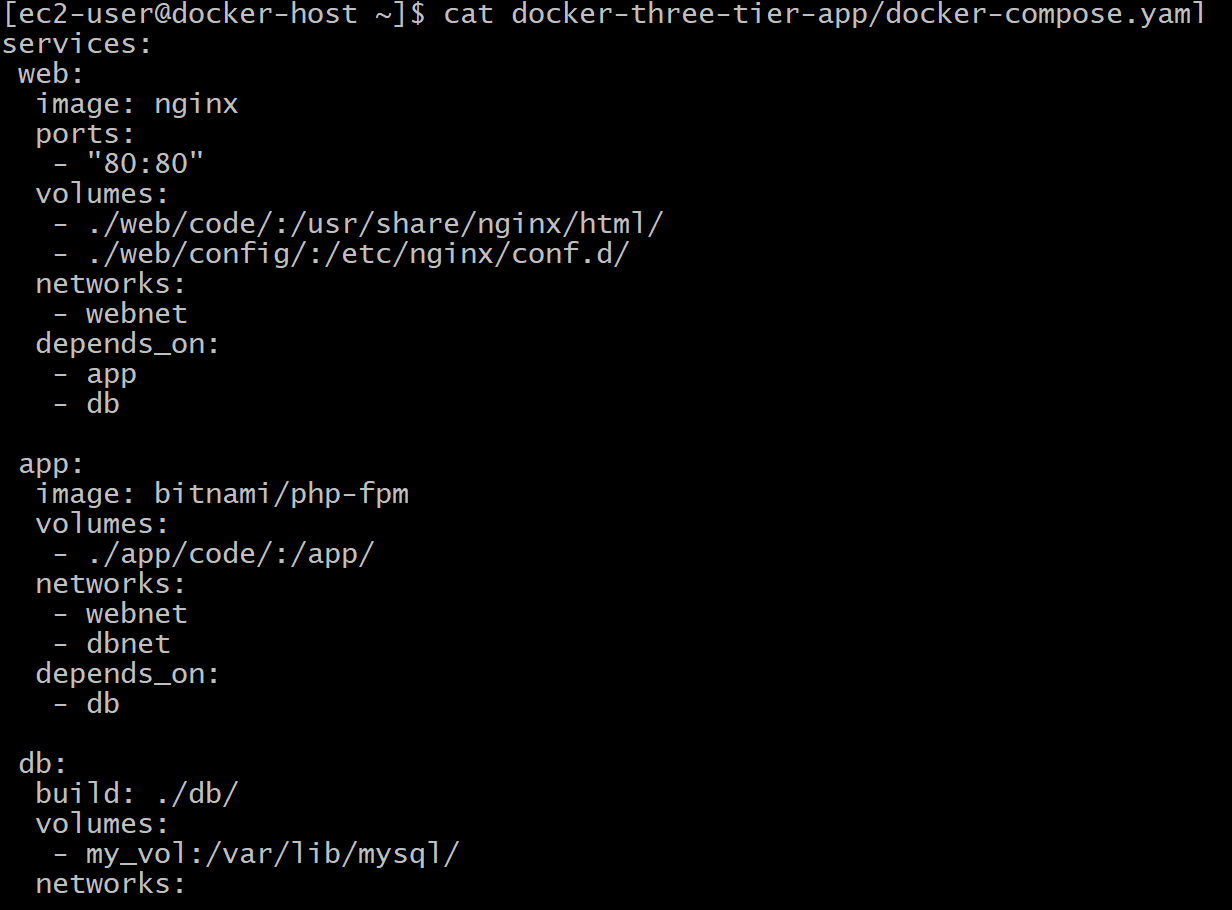 [ec2-user@docker-host ~]$ cat docker-three-tier-app/docker-compose.yaml
services:
 web:
  image: nginx
  ports:
   - "80:80"
  volumes:
   - ./web/code/:/usr/share/nginx/html/
   - ./web/config/:/etc/nginx/conf.d/
  networks:
   - webnet
  depends_on:
   - app
   - db

 app:
  image: bitnami/php-fpm
  volumes:
   - ./app/code/:/app/
  networks:
   - webnet
   - dbnet
  depends_on:
   - db

 db:
  build: ./db/
  volumes:
   - my_vol:/var/lib/mysql/
  networks: